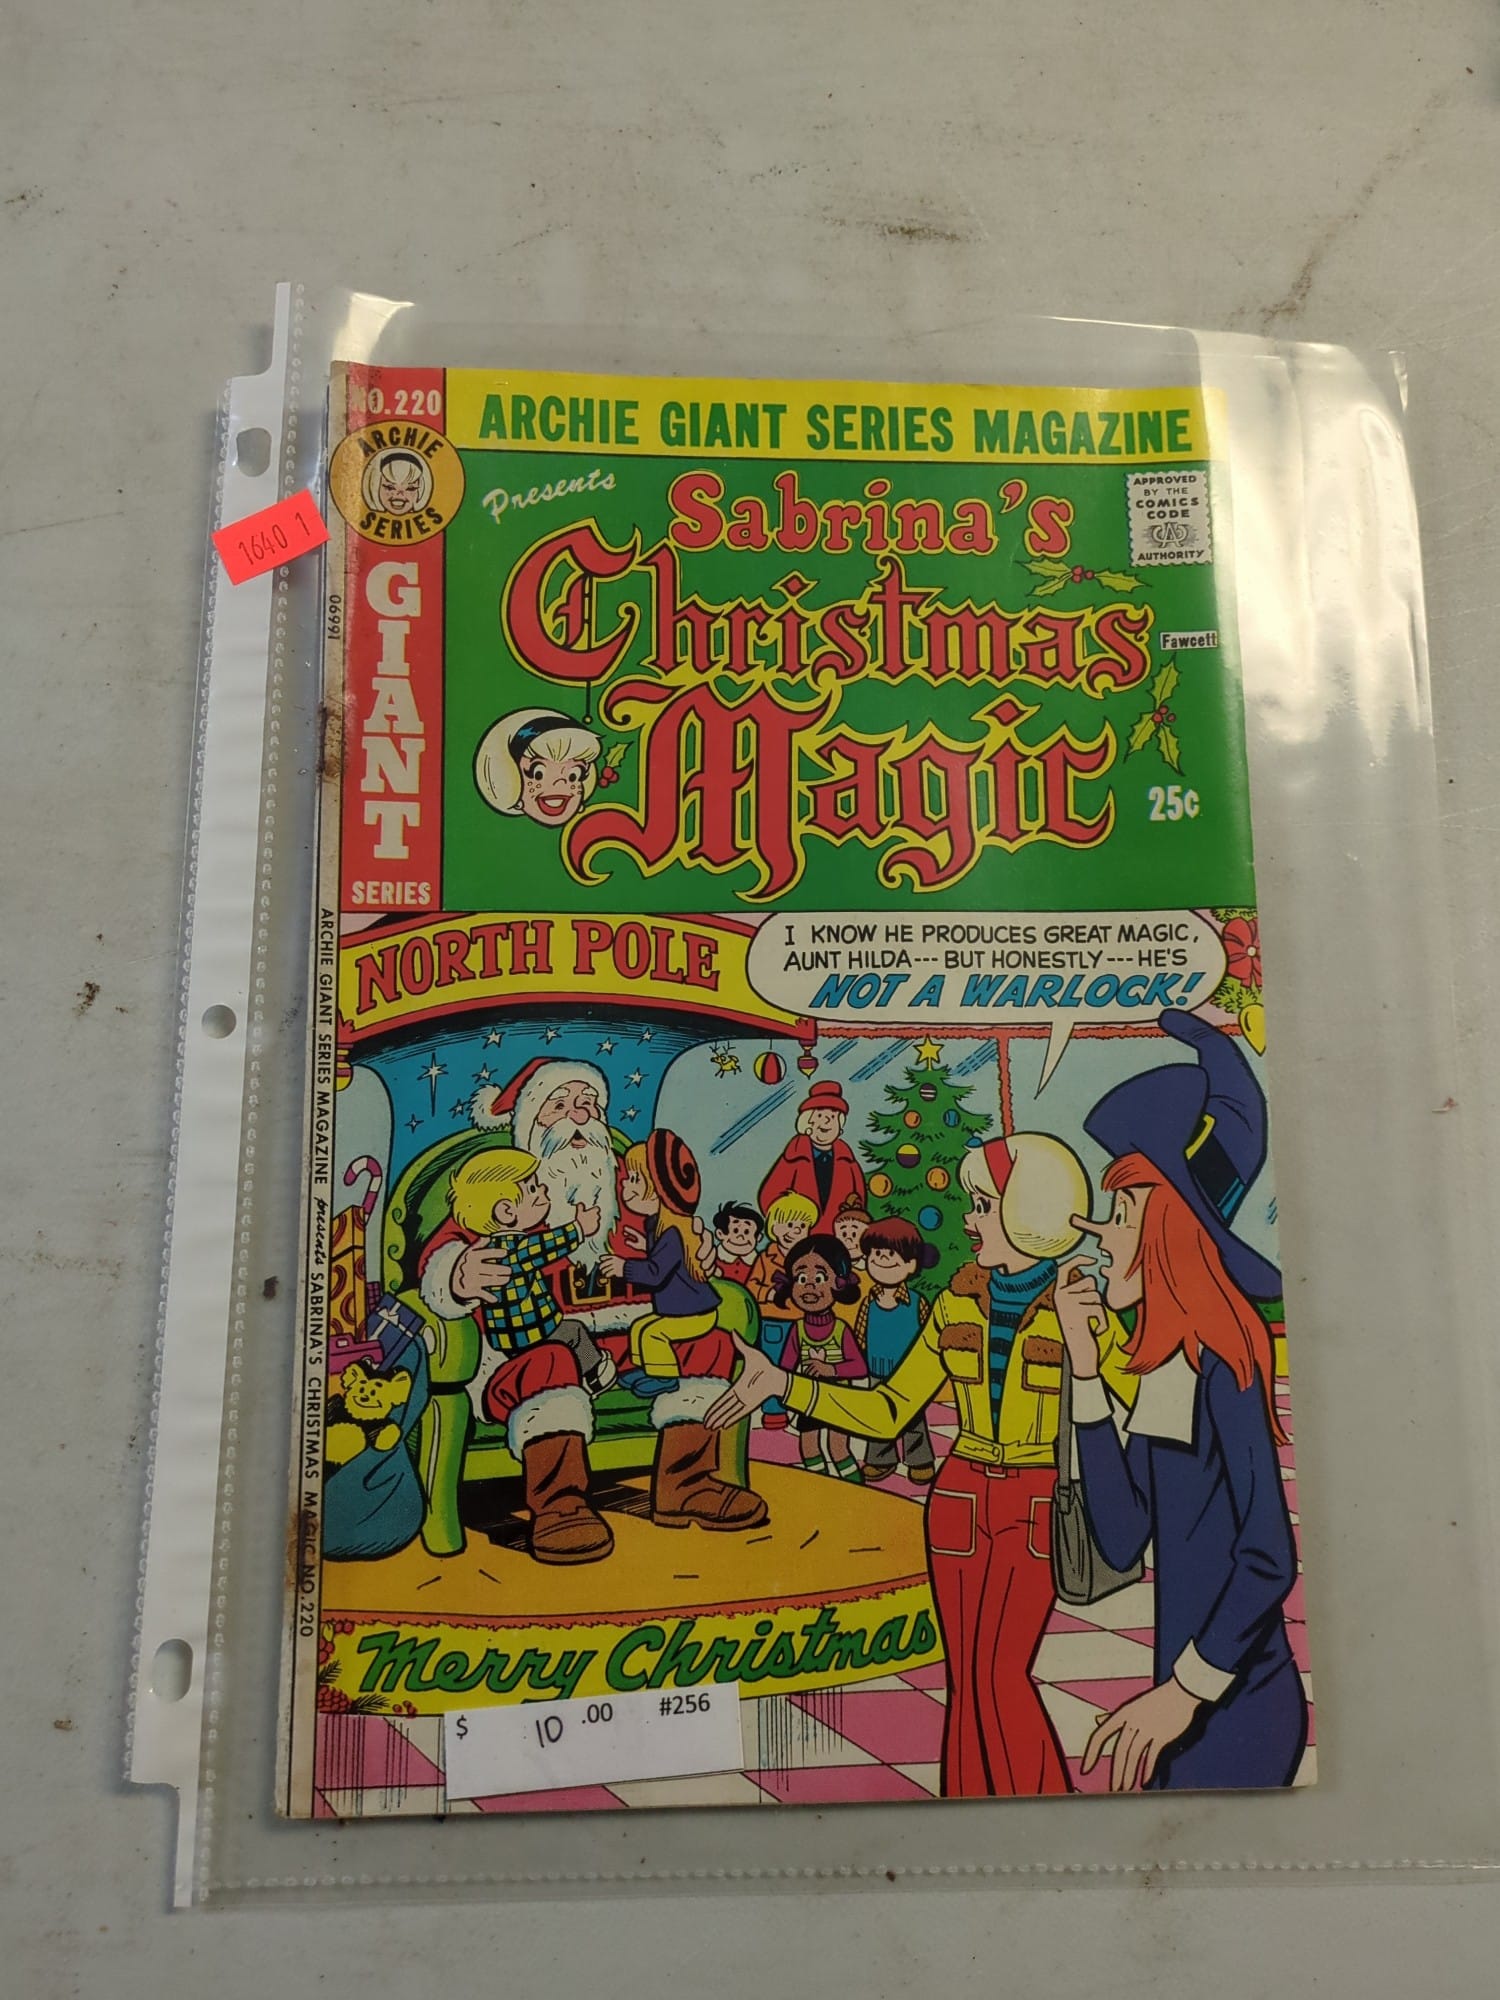 NO.220
ARCHIE GIANT SERIES MAGAZINE
ARCHIE
SERIES
Presents
Sabrina's
Christmas
Magic
APPROVED
BY THE
COMICS
CODE
CA
AUTHORITY
Fawcett
25¢
1640 1
06991
GIANT
SERIES
ARCHIE GIANT SERIES MAGAZINE presents SABRINA'S CHRISTMAS MAGIC NO.220
NORTH POLE
I KNOW HE PRODUCES GREAT MAGIC,
AUNT HILDA---BUT HONESTLY---HE'S
NOT A WARLOCK!
Merry Christmas
$ 10 .00 #256